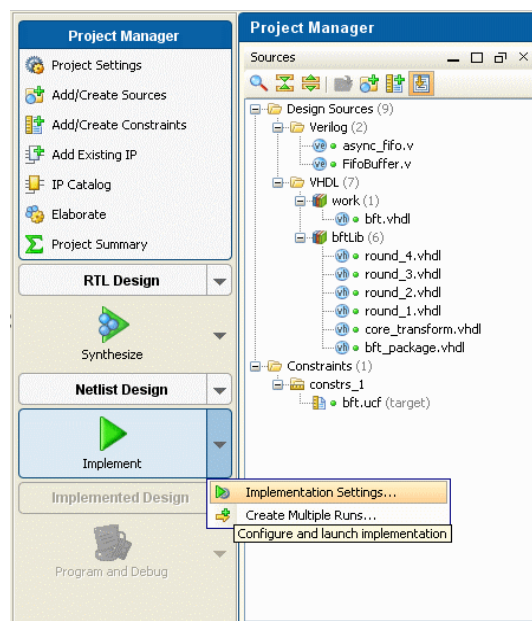 Project Manager
Project Settings
Add/Create Sources
Add/Create Constraints
Add Existing IP
IP Catalog
Elaborate
Project Summary
RTL Design
Synthesize
Netlist Design
Implement
Implemented Design
Program and Debug
Project Manager
Sources
Design Sources (9)
Verilog (2)
async_fifo.v
FifoBuffer.v
VHDL (7)
work (1)
bft.vhdl
bftLib (6)
round_4.vhdl
round_3.vhdl
round_2.vhdl
round_1.vhdl
core_transform.vhdl
bft_package.vhdl
Constraints (1)
constrs_1
bft.ucf (target)
Implementation Settings...
Create Multiple Runs...
Configure and launch implementation